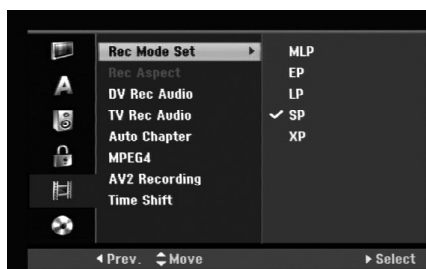 Rec Mode Set
MLP
Rec Aspect
EP
DV Rec Audio
LP
TV Rec Audio
SP
Auto Chapter
XP
MPEG4
AV2 Recording
Time Shift
A
Prev. Move Select